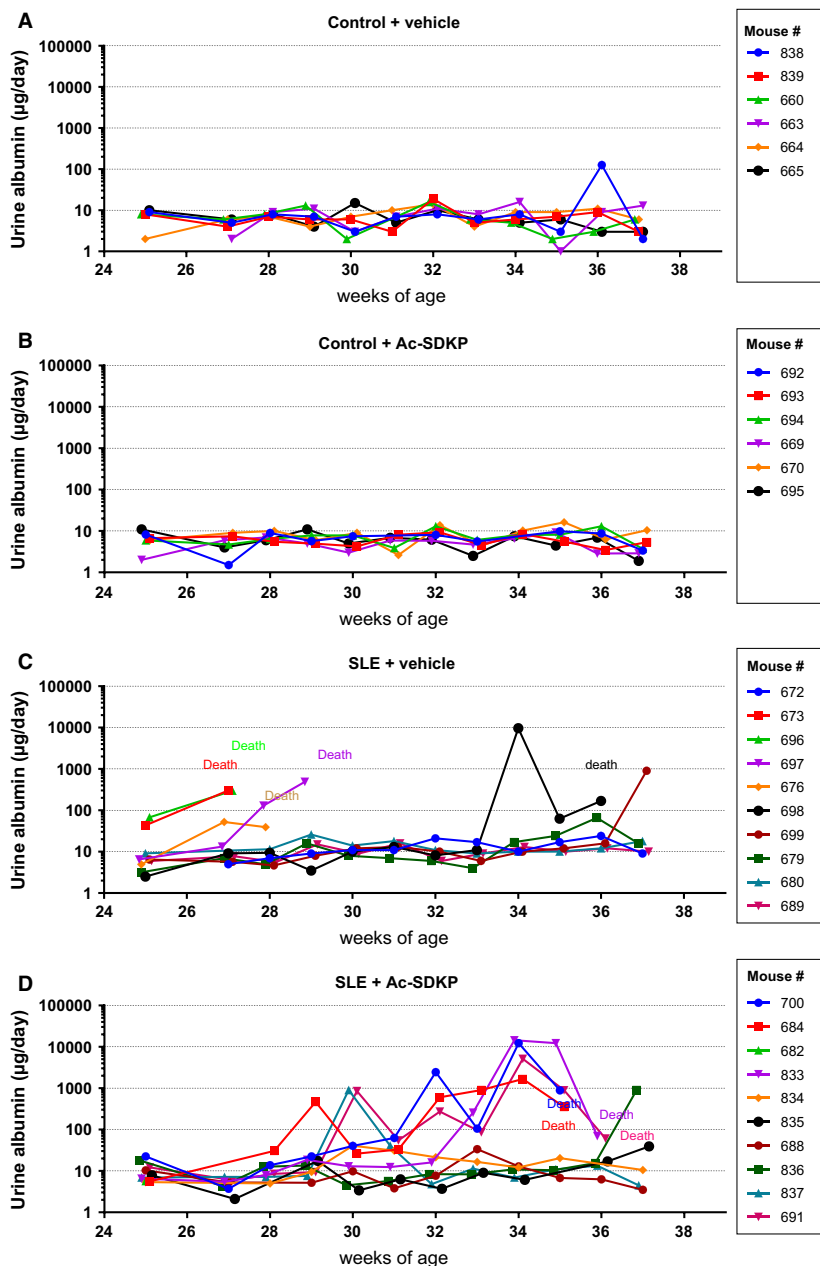 A
Control + vehicle
Urine albumin (µg/day)
100000
10000
1000
100
10
1
24 26 28 30 32 34 36 38
weeks of age
Mouse #
838
839
660
663
664
665
B
Control + Ac-SDKP
Urine albumin (µg/day)
100000
10000
1000
100
10
1
24 26 28 30 32 34 36 38
weeks of age
Mouse #
692
693
694
669
670
695
C
SLE + vehicle
Urine albumin (µg/day)
100000
10000
1000
100
10
1
Death
Death
Death
Death
death
24 26 28 30 32 34 36 38
weeks of age
Mouse #
672
673
696
697
676
698
699
679
680
689
D
SLE + Ac-SDKP
Urine albumin (µg/day)
100000
10000
1000
100
10
1
Death
Death
Death
Death
24 26 28 30 32 34 36 38
weeks of age
Mouse #
700
684
682
833
834
835
688
836
837
691